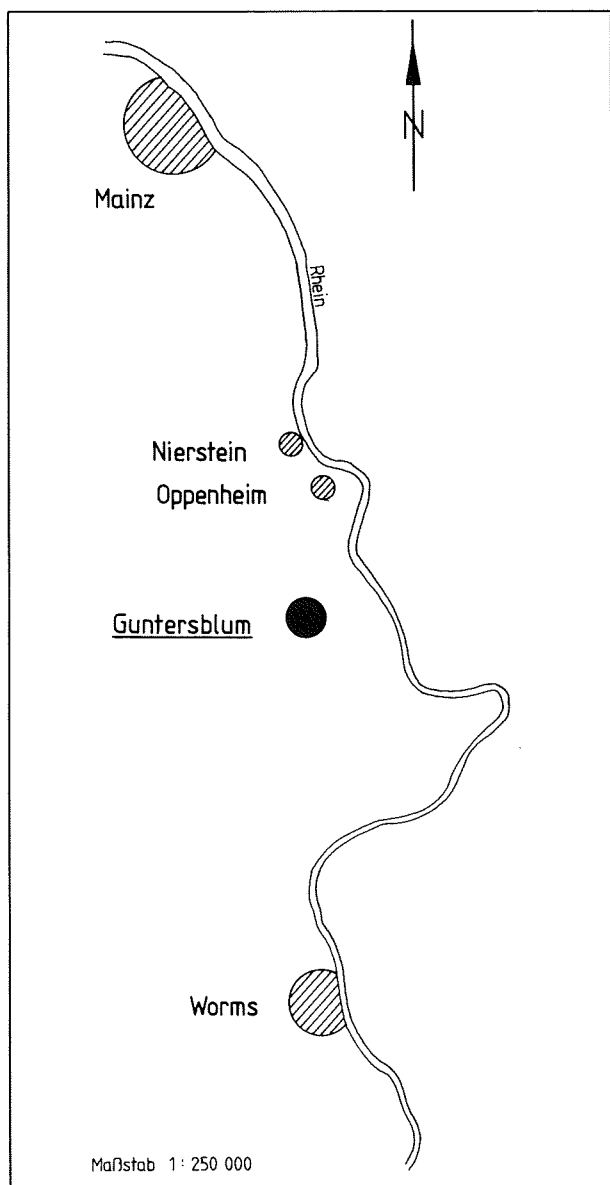 N
Mainz
Rhein
Nierstein
Oppenheim
Guntersblum
Worms
Maßstab 1: 250 000